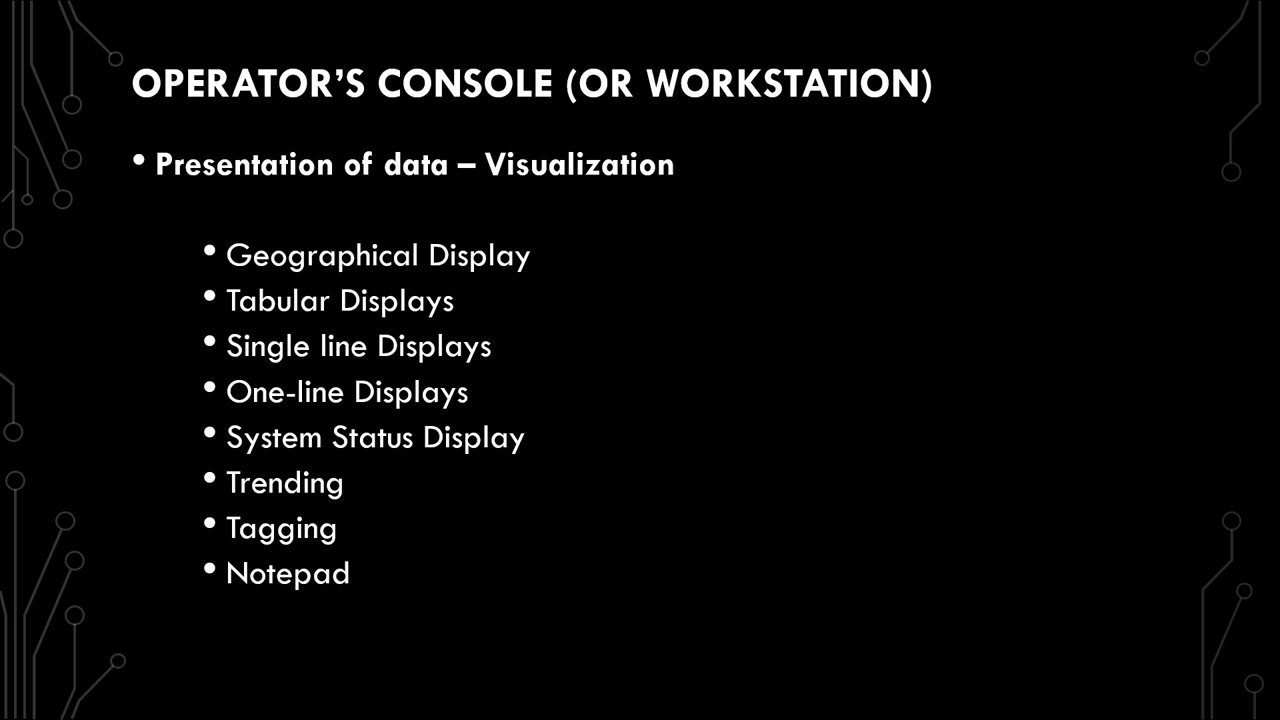 OPERATOR’S CONSOLE (OR WORKSTATION)
• Presentation of data – Visualization
• Geographical Display
• Tabular Displays
• Single line Displays
• One-line Displays
• System Status Display
• Trending
• Tagging
• Notepad